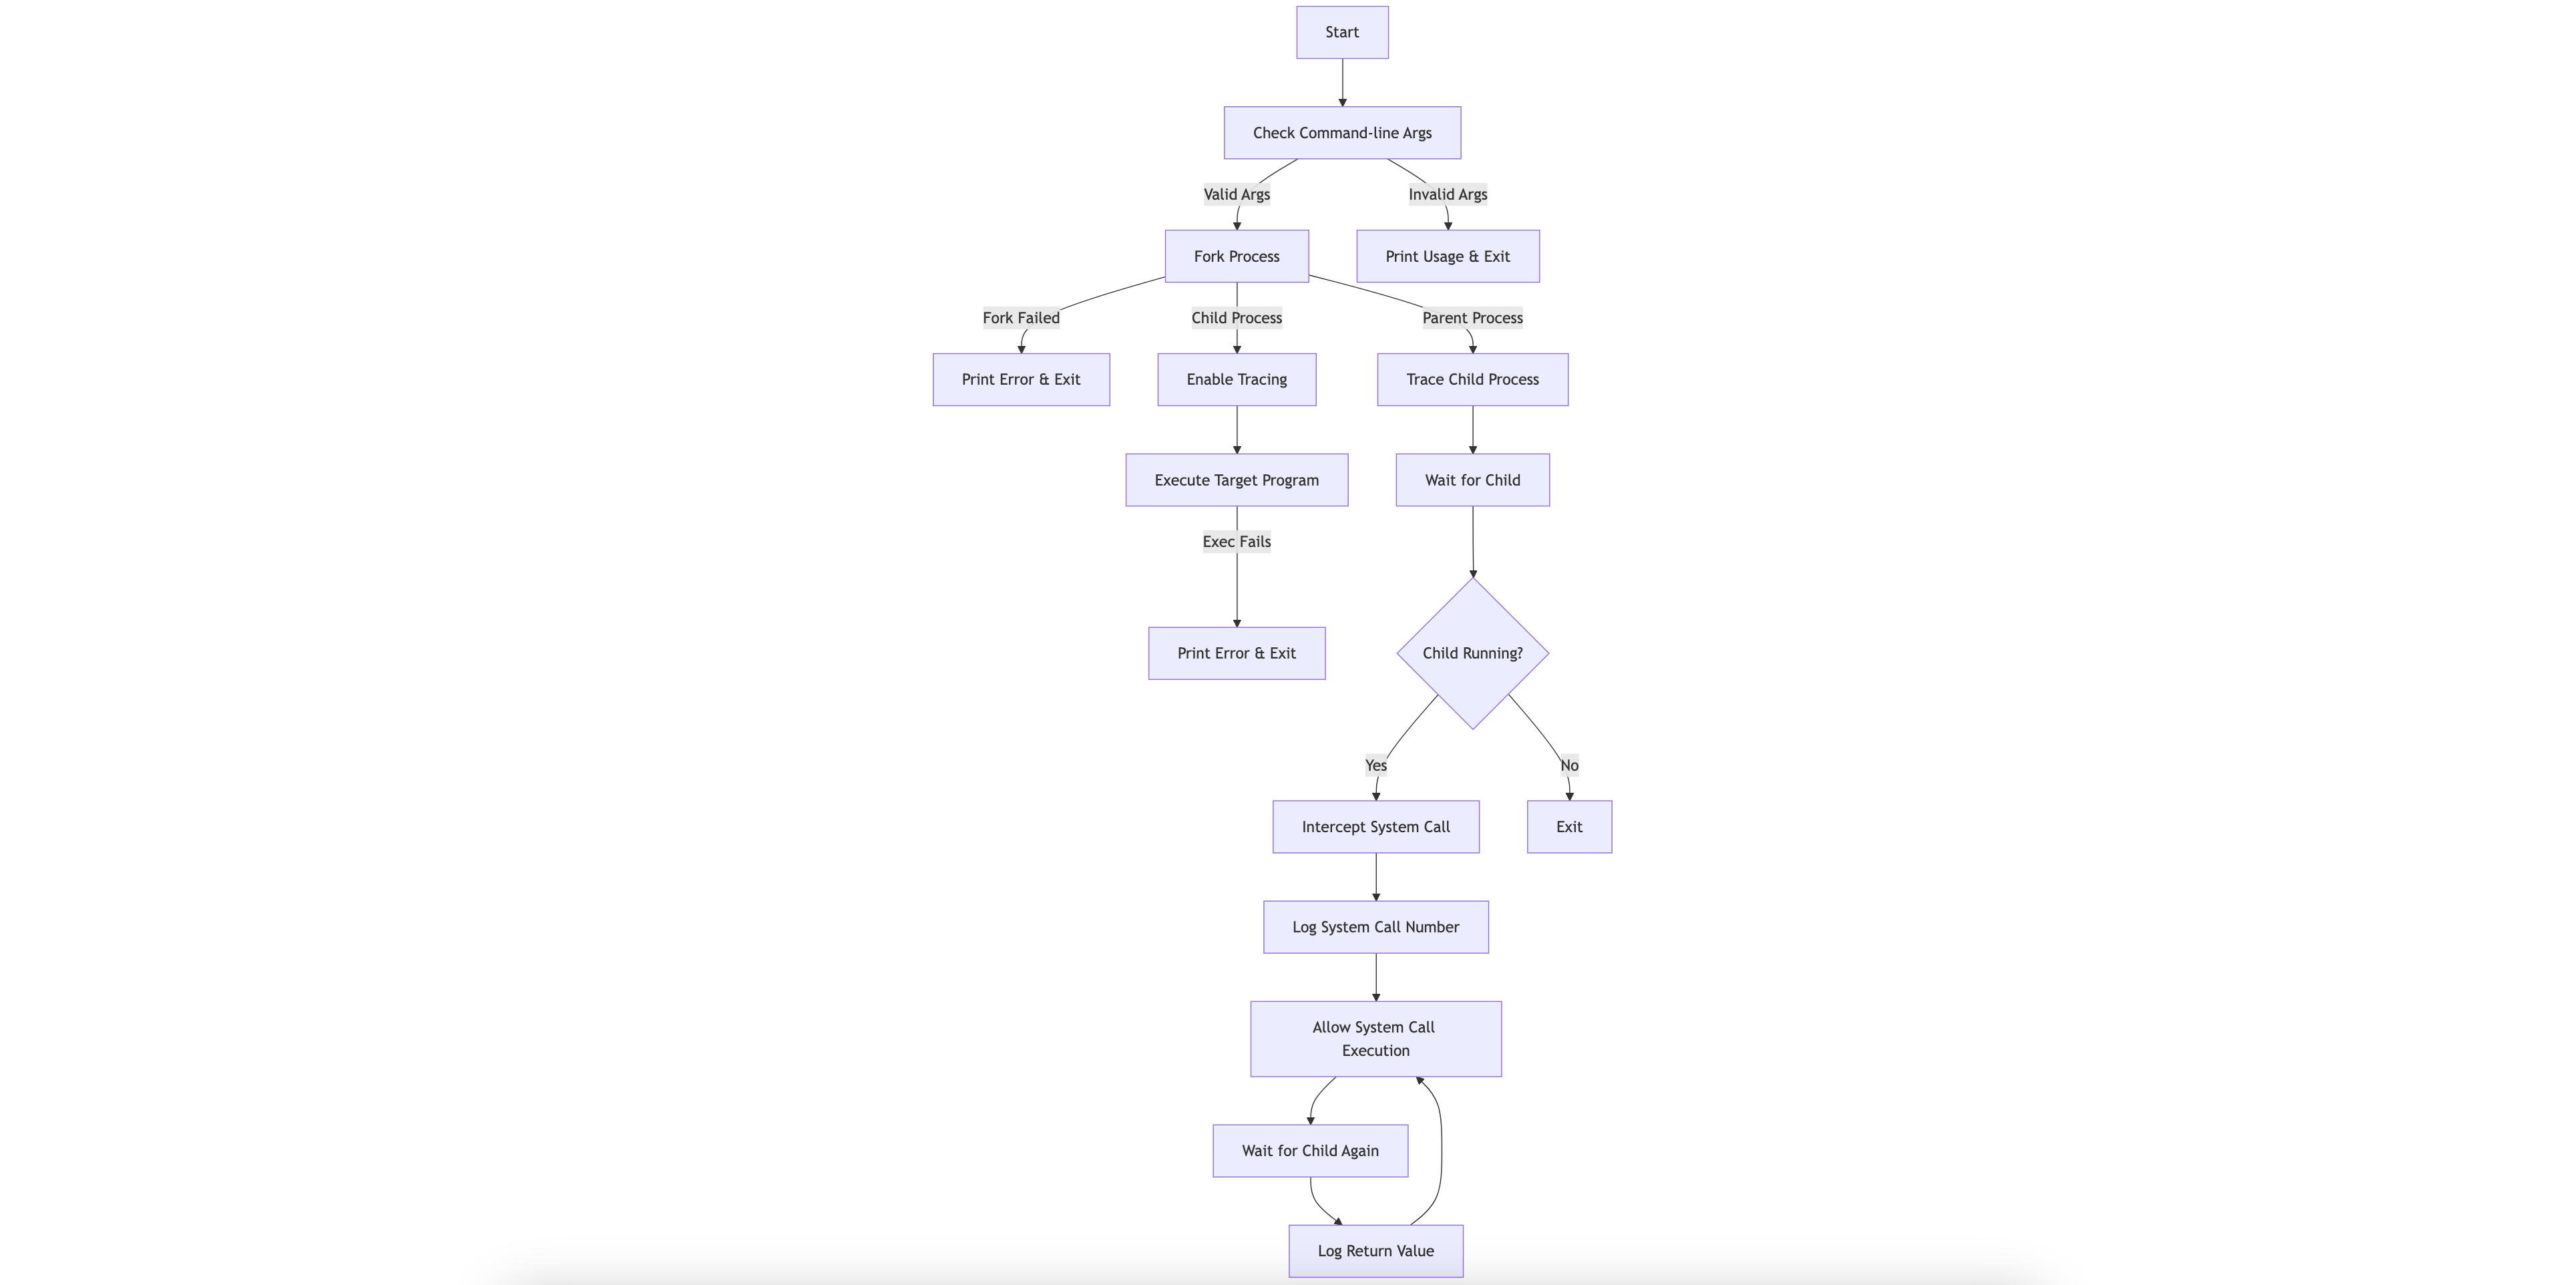 Start
Check Command-line Args
Valid Args
Invalid Args
Fork Process
Print Usage & Exit
Fork Failed
Child Process
Parent Process
Print Error & Exit
Enable Tracing
Trace Child Process
Execute Target Program
Wait for Child
Exec Fails
Print Error & Exit
Child Running?
Yes
No
Intercept System Call
Exit
Log System Call Number
Allow System Call
Execution
Wait for Child Again
Log Return Value